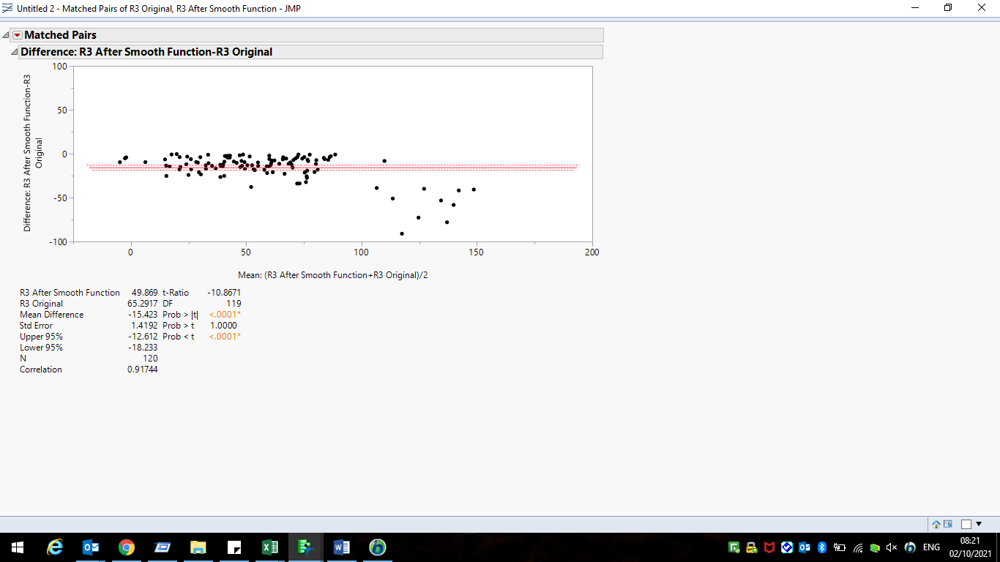 Untitled 2 - Matched Pairs of R3 Original, R3 After Smooth Function - JMP
Matched Pairs
Difference: R3 After Smooth Function-R3 Original
Difference: R3 After Smooth Function-R3
Original
100
50
0
-50
-100
0 50 100 150 200
Mean: (R3 After Smooth Function+R3 Original)/2
R3 After Smooth Function 49.869 t-Ratio -10.8671
R3 Original 65.2917 DF 119
Mean Difference -15.423 Prob > |t| <.0001*
Std Error 1.4192 Prob > t 1.0000
Upper 95% -12.612 Prob < t <.0001*
Lower 95% -18.233
N 120
Correlation 0.91744
ENG
08:21
02/10/2021